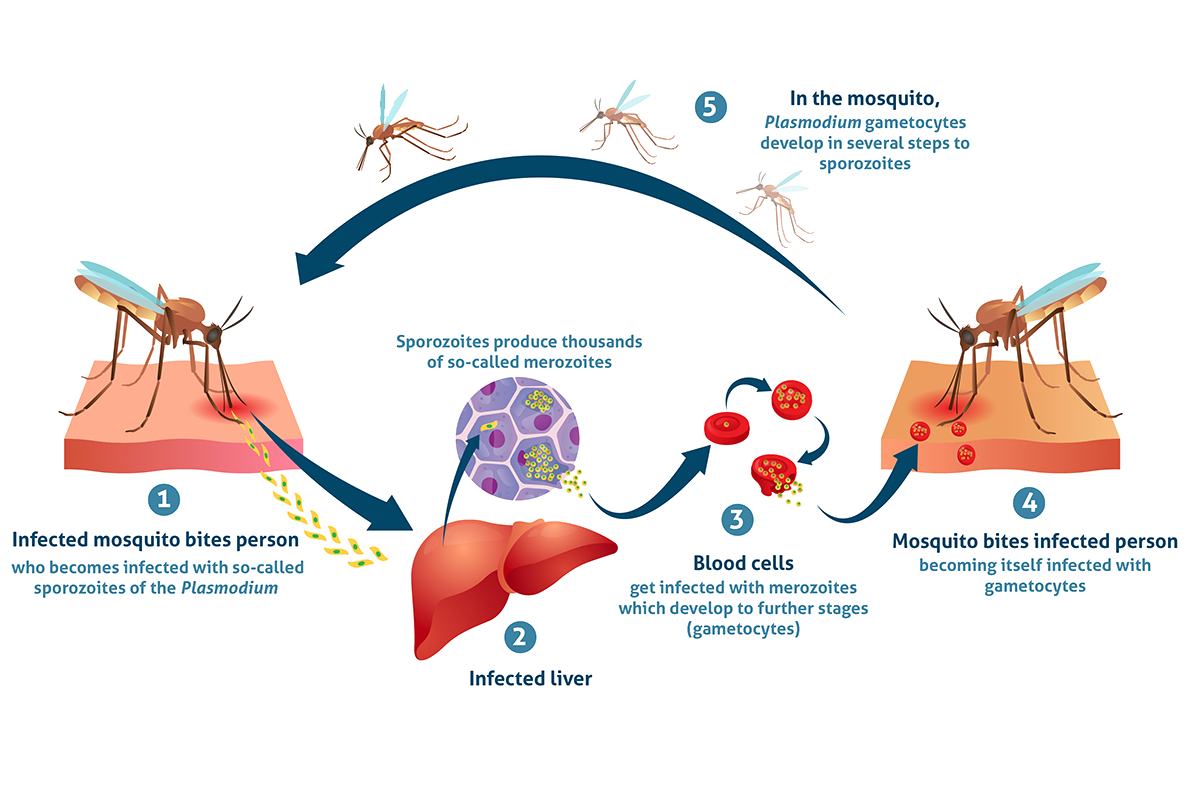 1
Infected mosquito bites person
who becomes infected with so-called
sporozoites of the Plasmodium
Sporozoites produce thousands
of so-called merozoites
2
Infected liver
3
Blood cells
get infected with merozoites
which develop to further stages
(gametocytes)
4
Mosquito bites infected person
becoming itself infected with
gametocytes
5
In the mosquito,
Plasmodium gametocytes
develop in several steps to
sporozoites